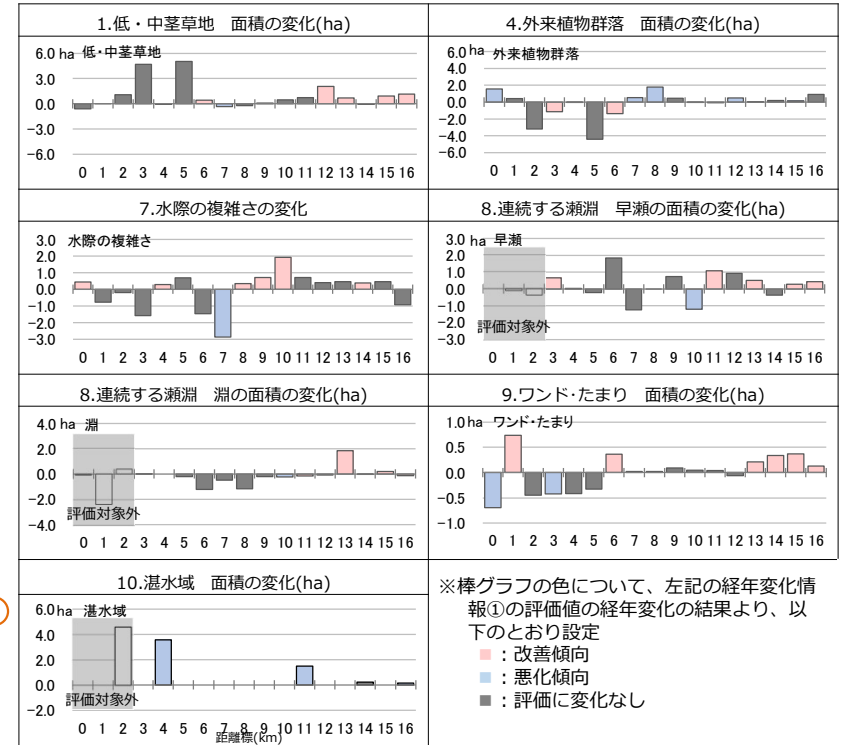 1.低・中茎草地　面積の変化(ha)
6.0 ha 低・中茎草地
3.0
0.0
−3.0
−6.0
0 1 2 3 4 5 6 7 8 9 10 11 12 13 14 15 16
4.外来植物群落　面積の変化(ha)
6.0 ha 外来植物群落
4.0
2.0
0.0
−2.0
−4.0
−6.0
0 1 2 3 4 5 6 7 8 9 10 11 12 13 14 15 16
7.水際の複雑さの変化
3.0 水際の複雑さ
2.0
1.0
0.0
−1.0
−2.0
−3.0
0 1 2 3 4 5 6 7 8 9 10 11 12 13 14 15 16
8.連続する瀬淵　早瀬の面積の変化(ha)
3.0 ha 早瀬
2.0
1.0
0.0
−1.0
−2.0
評価対象外
−3.0
0 1 2 3 4 5 6 7 8 9 10 11 12 13 14 15 16
8.連続する瀬淵　淵の面積の変化(ha)
4.0 ha 淵
2.0
0.0
−2.0
評価対象外
−4.0
0 1 2 3 4 5 6 7 8 9 10 11 12 13 14 15 16
9.ワンド・たまり　面積の変化(ha)
1.0 ha ワンド・たまり
0.5
0.0
−0.5
−1.0
0 1 2 3 4 5 6 7 8 9 10 11 12 13 14 15 16
10.湛水域　面積の変化(ha)
6.0 ha 湛水域
4.0
2.0
0.0
評価対象外
−2.0
0 1 2 3 4 5 6 7 8 9 10 11 12 13 14 15 16
距離標(km)
※棒グラフの色について、左記の経年変化情
報①の評価値の経年変化の結果より、以
下のとおり設定
■：改善傾向
■：悪化傾向
■：評価に変化なし